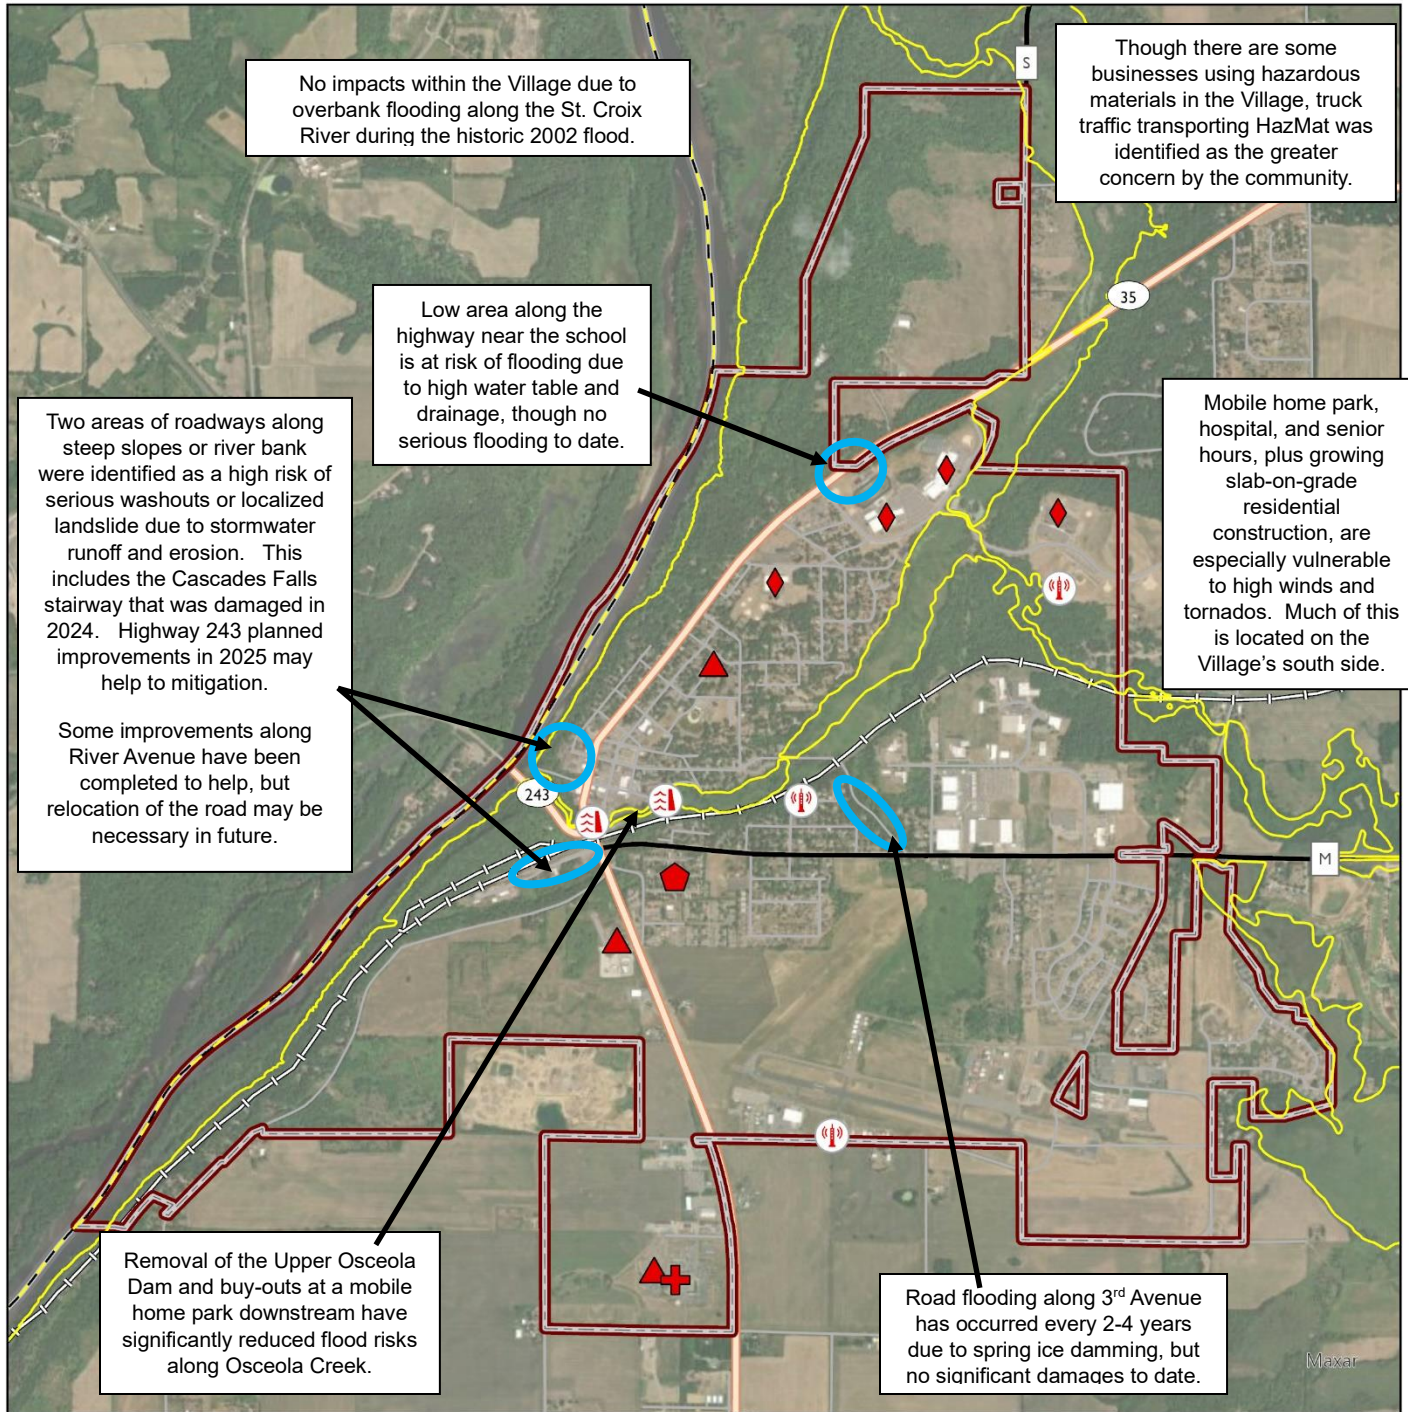 No impacts within the Village due to
overbank flooding along the St. Croix
River during the historic 2002 flood.
S
Though there are some
businesses using hazardous
materials in the Village, truck
traffic transporting HazMat was
identified as the greater
concern by the community.
35
Low area along the
highway near the school
is at risk of flooding due
to high water table and
drainage, though no
serious flooding to date.
Mobile home park,
hospital, and senior
hours, plus growing
slab-on-grade
residential
construction, are
especially vulnerable
to high winds and
tornados. Much of this
is located on the
Village's south side.
Two areas of roadways along
steep slopes or river bank
were identified as a high risk of
serious washouts or localized
landslide due to stormwater
runoff and erosion. This
includes the Cascades Falls
stairway that was damaged in
2024. Highway 243 planned
improvements in 2025 may
help to mitigation.
Some improvements along
River Avenue have been
completed to help, but
relocation of the road may be
necessary in future.
243
M
Removal of the Upper Osceola
Dam and buy-outs at a mobile
home park downstream have
significantly reduced flood risks
along Osceola Creek.
Road flooding along 3rd Avenue
has occurred every 2-4 years
due to spring ice damming, but
no significant damages to date.
Maxar